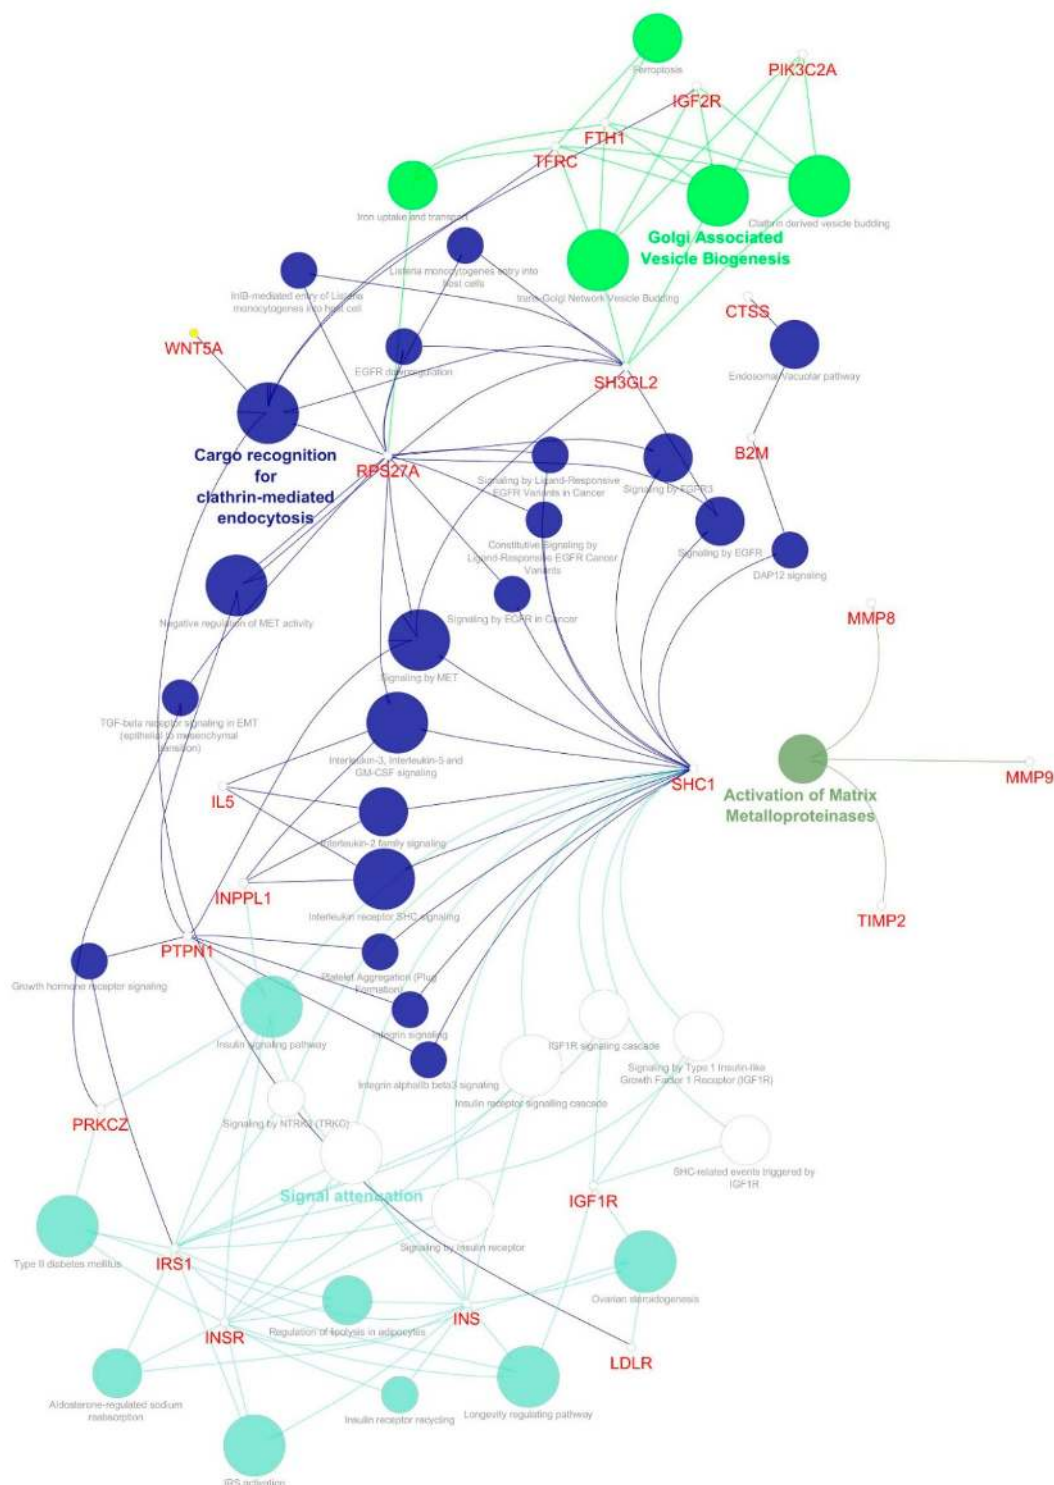 Ferroptosis
PIK3C2A
IGF2R
FTH1
TFRC
Iron uptake and transport
Clathrin derived vesicle budding
Golgi Associated
Vesicle Biogenesis
Listeria monocytogenes entry into
host cells
trans-Golgi Network Vesicle Budding
InlB-mediated entry of Listeria
monocytogenes into host cell
CTSS
WNT5A
EGFR downregulation
SH3GL2
Endosomal/Vacuolar pathway
Cargo recognition
for
clathrin-mediated
endocytosis
RPS27A
B2M
Signaling by Ligand-Responsive
EGFR Variants in Cancer
Signaling by FGFR3
Constitutive Signaling by
Ligand-Responsive EGFR Cancer
Variants
Signaling by EGFR
DAP12 signaling
Negative regulation of MET activity
Signaling by EGFR in Cancer
MMP8
Signaling by MET
TGF-beta receptor signaling in EMT
(epithelial to mesenchymal
transition)
Interleukin-3, Interleukin-5 and
GM-CSF signaling
SHC1
MMP9
IL5
Activation of Matrix
Metalloproteinases
Interleukin-2 family signaling
INPPL1
Interleukin receptor SHC signaling
TIMP2
PTPN1
Growth hormone receptor signaling
Platelet Aggregation (Plug
Formation)
Integrin signaling
Insulin signaling pathway
IGF1R signaling cascade
Signaling by Type 1 Insulin-like
Growth Factor 1 Receptor (IGF1R)
Integrin alphaIIb beta3 signaling
Insulin receptor signalling cascade
PRKCZ
Signaling by
(TRKC)
SHC-related events triggered by
IGF1R
Signal attenuation
IGF1R
Signaling by Insulin receptor
Type II diabetes mellitus
IRS1
Ovarian steroidogenesis
Regulation of lipolysis in adipocytes
INS
INSR
LDLR
Aldosterone-regulated sodium
reabsorption
Insulin receptor recycling
Longevity regulating pathway
IRS activation